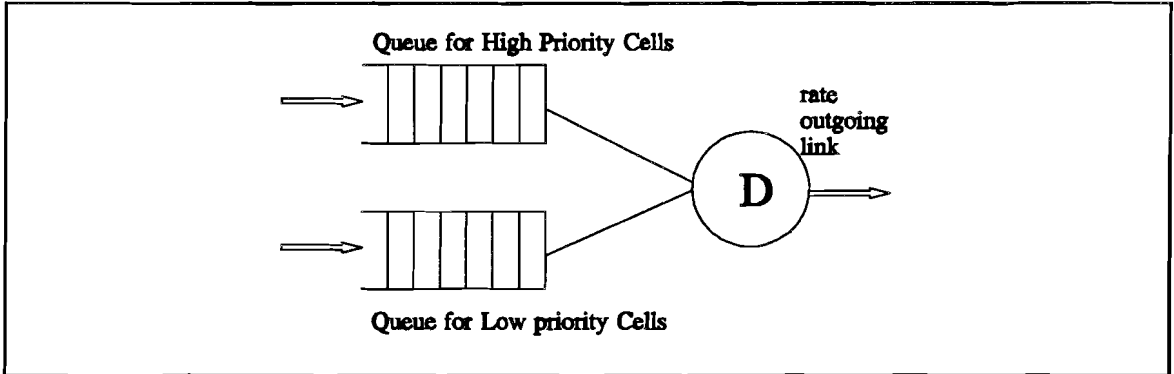 Queue for High Priority Cells
rate
outgoing
link
D
Queue for Low priority Cells